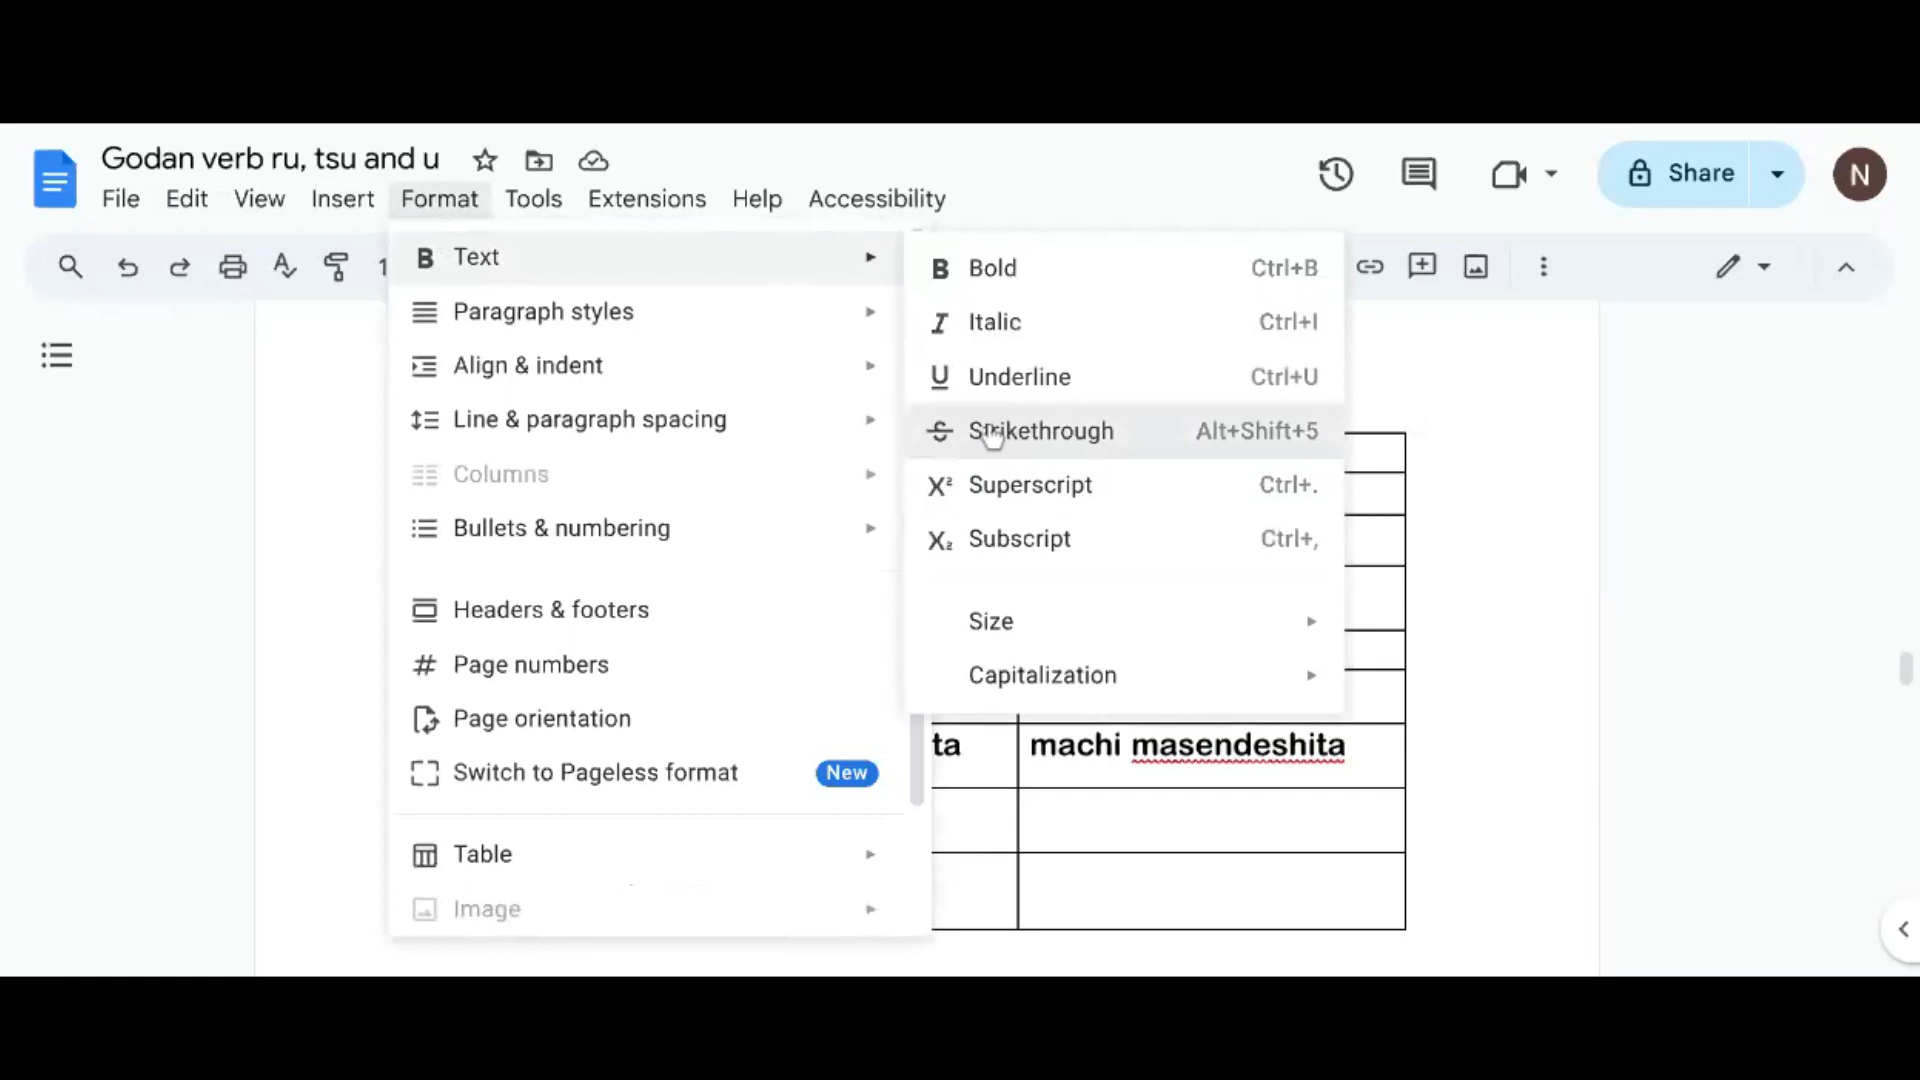 Godan verb ru, tsu and u
File Edit View Insert Format Tools Extensions Help Accessibility
Share
N
1
Text
Paragraph styles
Align & indent
Line & paragraph spacing
Columns
Bullets & numbering
Headers & footers
Page numbers
Page orientation
Switch to Pageless format New
Table
Image
Bold Ctrl+B
Italic Ctrl+I
Underline Ctrl+U
Strikethrough Alt+Shift+5
Superscript Ctrl+.
Subscript Ctrl+,
Size
Capitalization
ta machi masendeshita